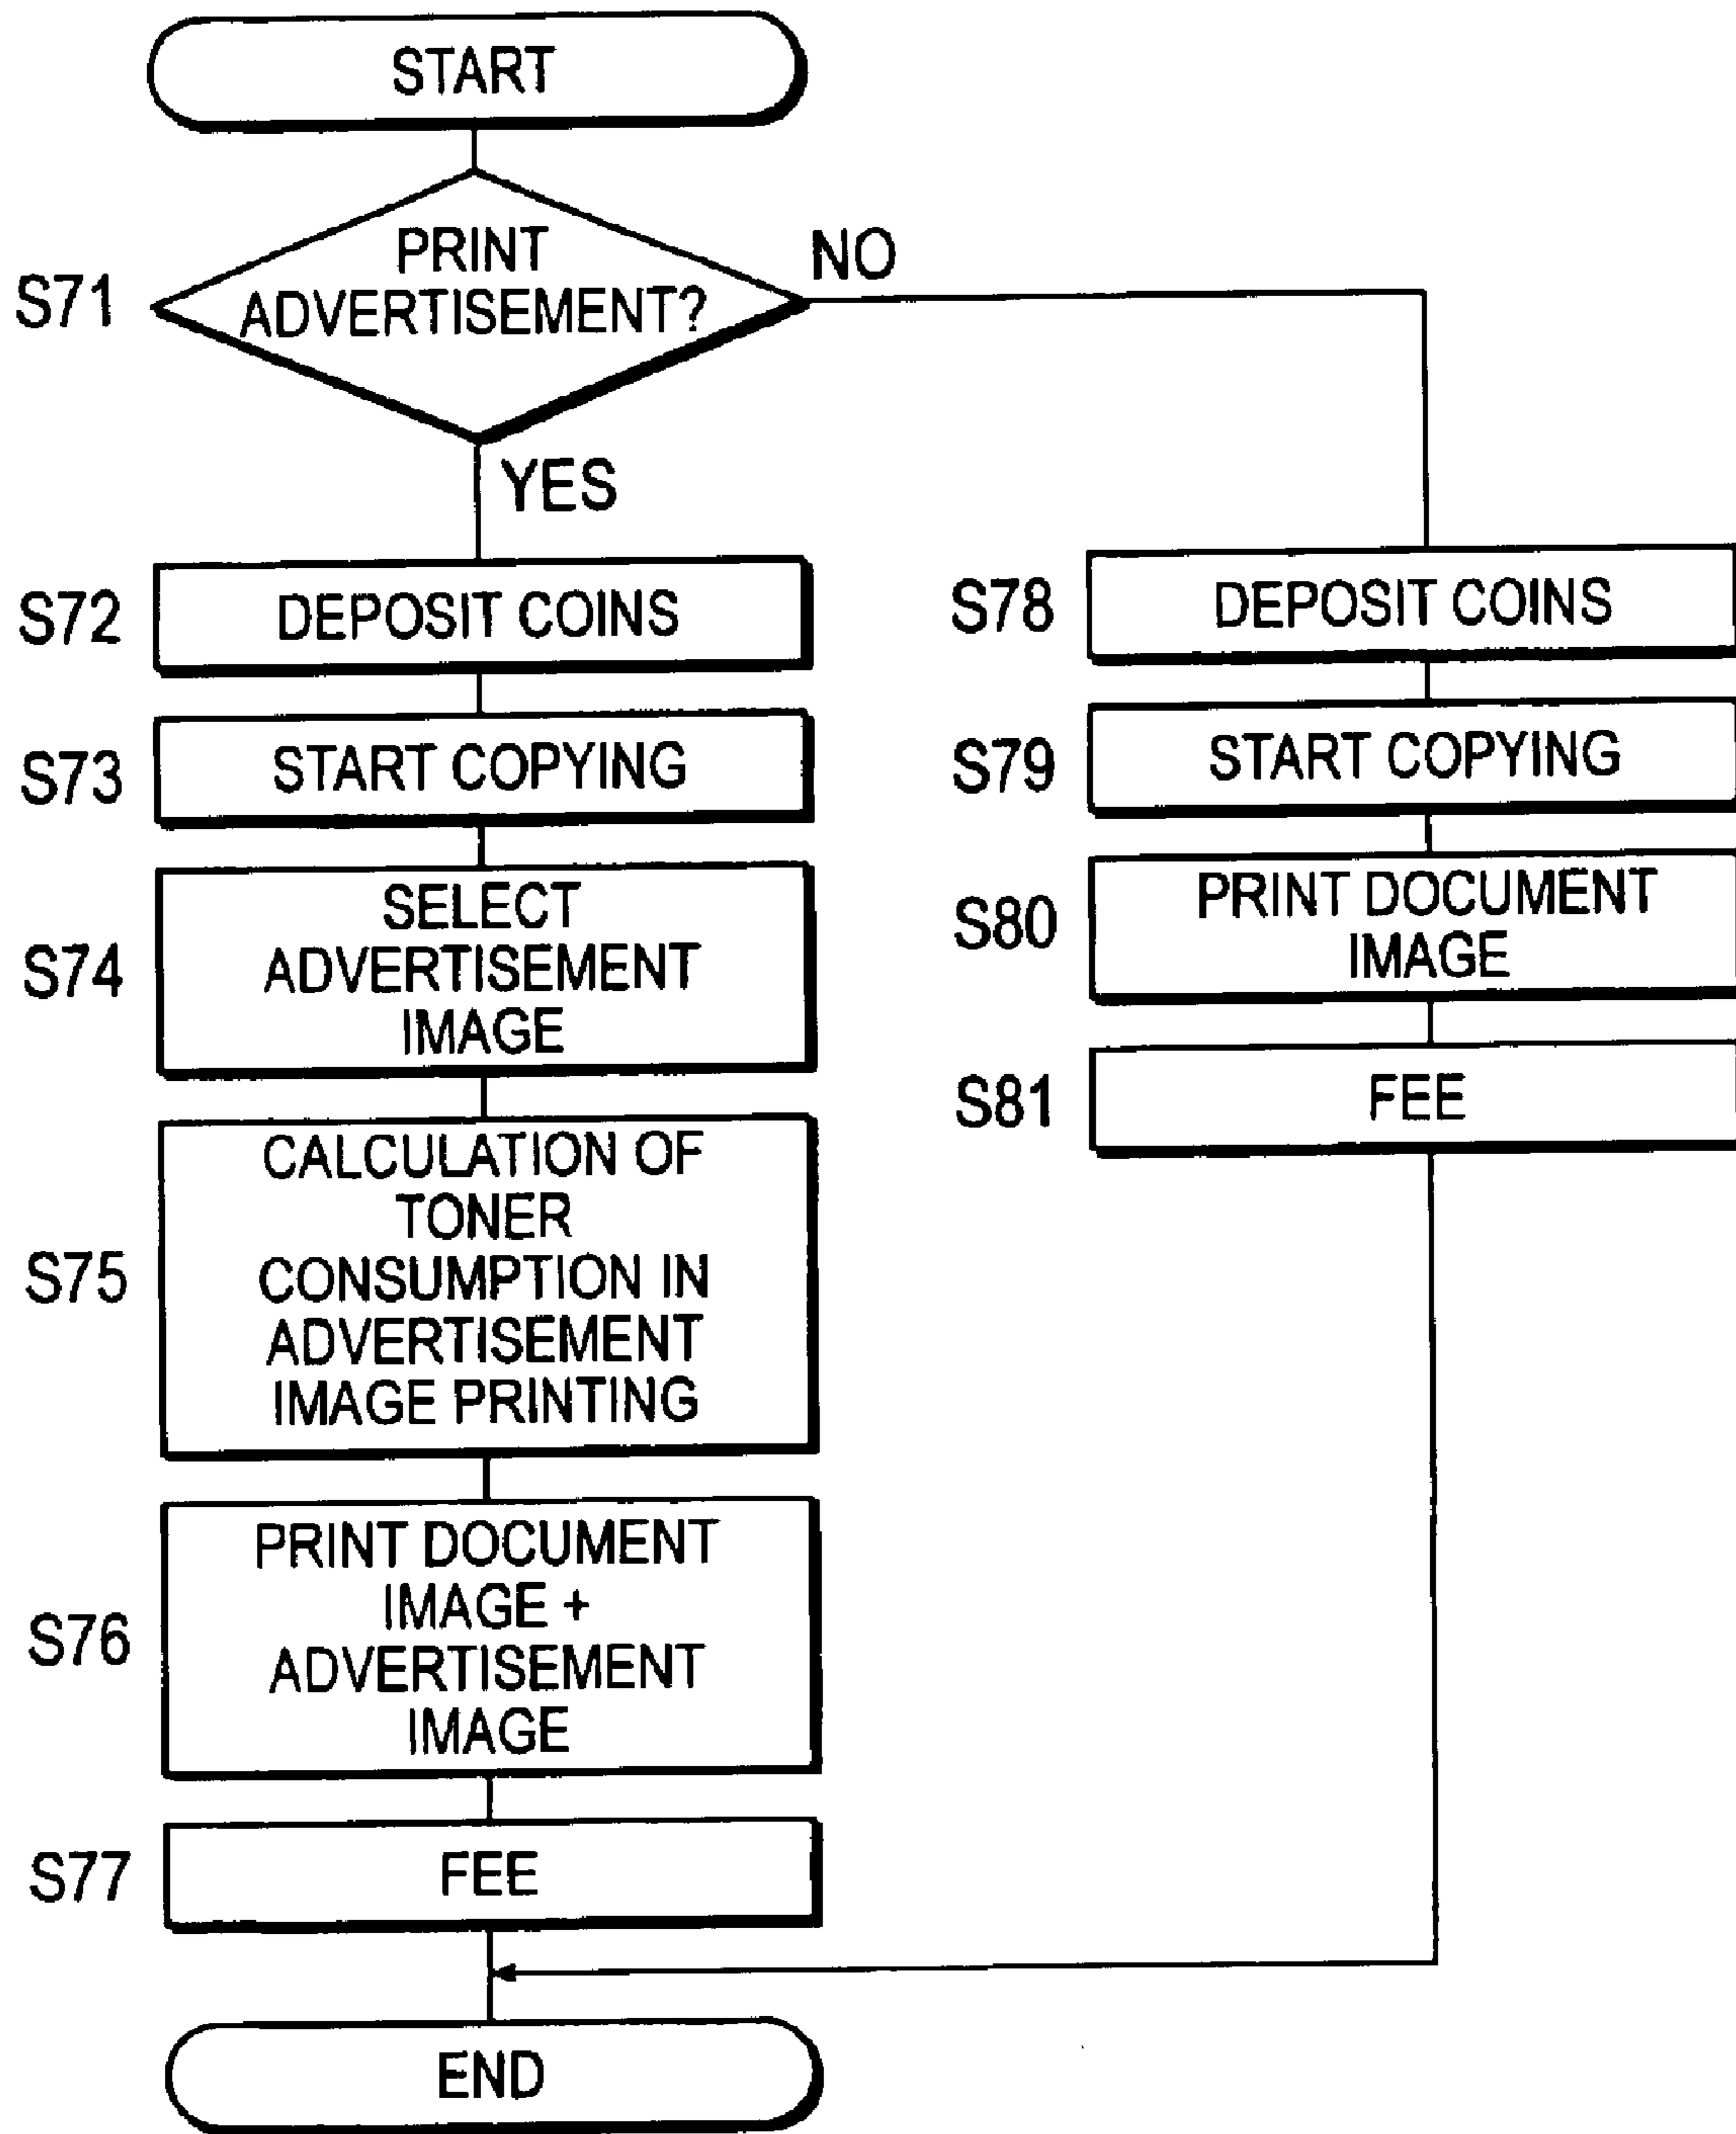 START
PRINT
ADVERTISEMENT?
S71
NO
YES
S72
DEPOSIT COINS
S73
START COPYING
S74
SELECT
ADVERTISEMENT
IMAGE
S75
CALCULATION OF
TONER
CONSUMPTION IN
ADVERTISEMENT
IMAGE PRINTING
S76
PRINT DOCUMENT
IMAGE +
ADVERTISEMENT
IMAGE
S77
FEE
S78
DEPOSIT COINS
S79
START COPYING
S80
PRINT DOCUMENT
IMAGE
S81
FEE
END